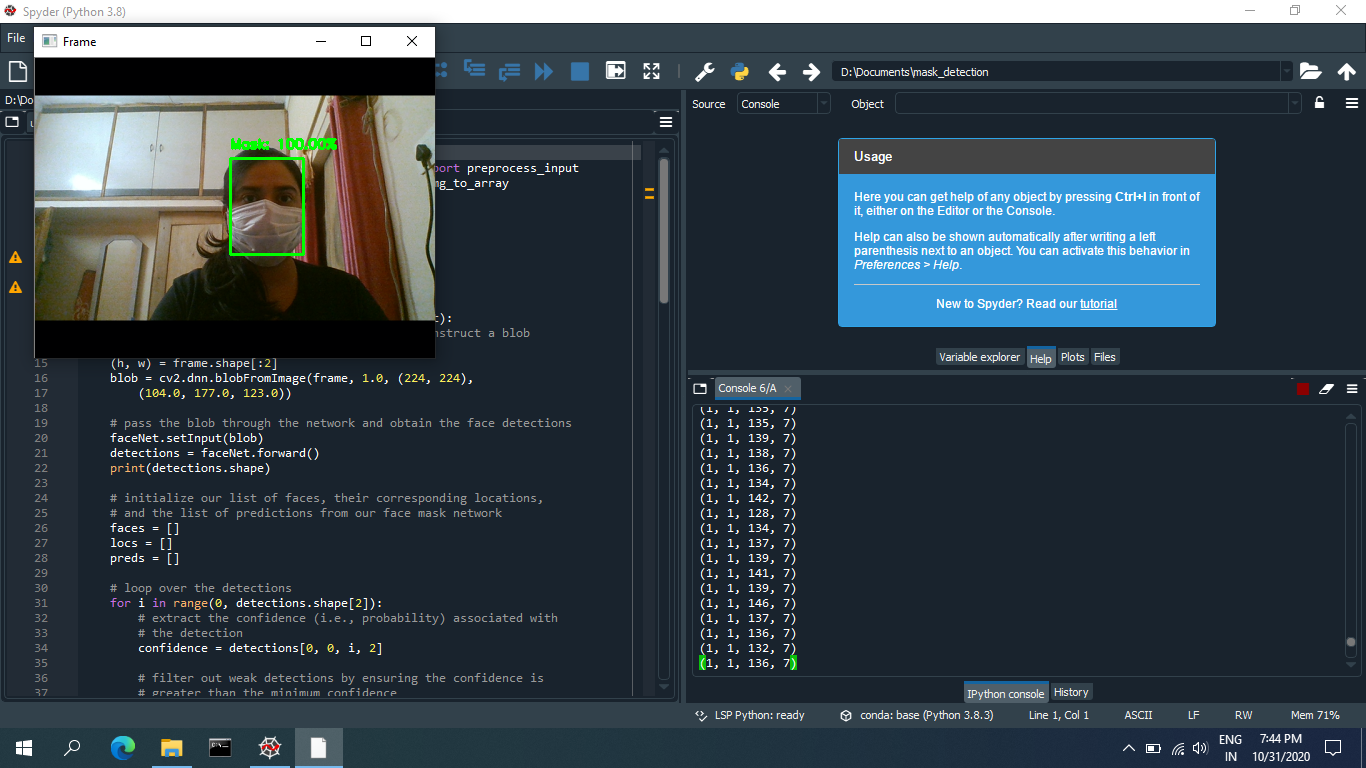 Spyder (Python 3.8)
File
Frame
D:\Documents\mask_detection
D:\Do
Source
Console
Object
Mask: 100.00%
port preprocess_input
mg_to_array
):
nstruct a blob
15 (h, w) = frame.shape[:2]
16 blob = cv2.dnn.blobFromImage(frame, 1.0, (224, 224),
17 (104.0, 177.0, 123.0))
18
19 # pass the blob through the network and obtain the face detections
20 faceNet.setInput(blob)
21 detections = faceNet.forward()
22 print(detections.shape)
23
24 # initialize our list of faces, their corresponding locations,
25 # and the list of predictions from our face mask network
26 faces = []
27 locs = []
28 preds = []
29
30 # loop over the detections
31 for i in range(0, detections.shape[2]):
32 # extract the confidence (i.e., probability) associated with
33 # the detection
34 confidence = detections[0, 0, i, 2]
35
36 # filter out weak detections by ensuring the confidence is
37 # greater than the minimum confidence
Usage
Here you can get help of any object by pressing Ctrl+I in front of
it, either on the Editor or the Console.
Help can also be shown automatically after writing a left
parenthesis next to an object. You can activate this behavior in
Preferences > Help.
New to Spyder? Read our tutorial
Variable explorer
Help
Plots
Files
Console 6/A
(1, 1, 135, 7)
(1, 1, 135, 7)
(1, 1, 139, 7)
(1, 1, 138, 7)
(1, 1, 136, 7)
(1, 1, 134, 7)
(1, 1, 142, 7)
(1, 1, 128, 7)
(1, 1, 134, 7)
(1, 1, 137, 7)
(1, 1, 139, 7)
(1, 1, 141, 7)
(1, 1, 139, 7)
(1, 1, 146, 7)
(1, 1, 137, 7)
(1, 1, 136, 7)
(1, 1, 132, 7)
(1, 1, 136, 7)
IPython console
History
LSP Python: ready
conda: base (Python 3.8.3)
Line 1, Col 1
ASCII
LF
RW
Mem 71%
ENG
IN
7:44 PM
10/31/2020